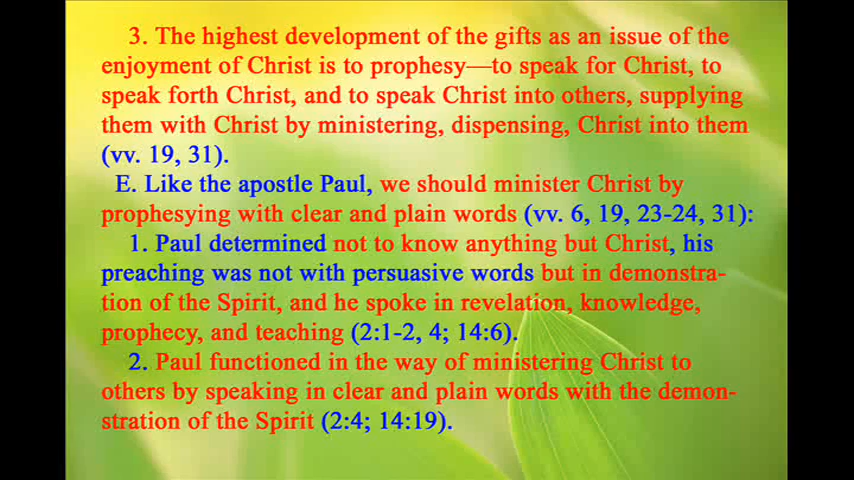 3. The highest development of the gifts as an issue of the
enjoyment of Christ is to prophesy—to speak for Christ, to
speak forth Christ, and to speak Christ into others, supplying
them with Christ by ministering, dispensing, Christ into them
(vv. 19, 31).
E. Like the apostle Paul, we should minister Christ by
prophesying with clear and plain words (vv. 6, 19, 23-24, 31):
1. Paul determined not to know anything but Christ, his
preaching was not with persuasive words but in demonstra-
tion of the Spirit, and he spoke in revelation, knowledge,
prophecy, and teaching (2:1-2, 4; 14:6).
2. Paul functioned in the way of ministering Christ to
others by speaking in clear and plain words with the demon-
stration of the Spirit (2:4; 14:19).